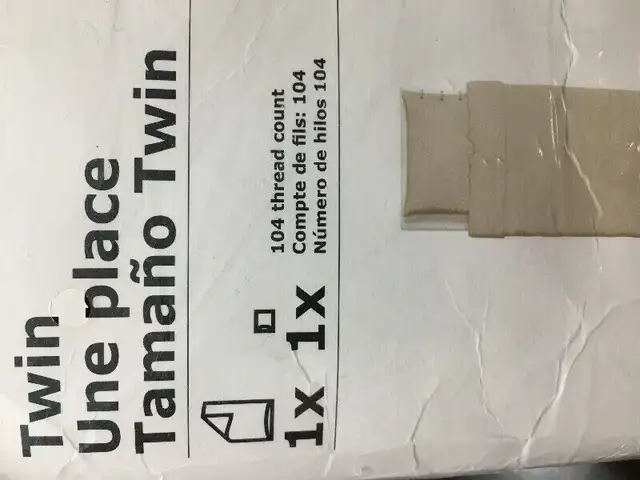 Twin
Une place
Tamaño Twin
1x 1x
104 thread count
Compte de fils: 104
Número de hilos 104